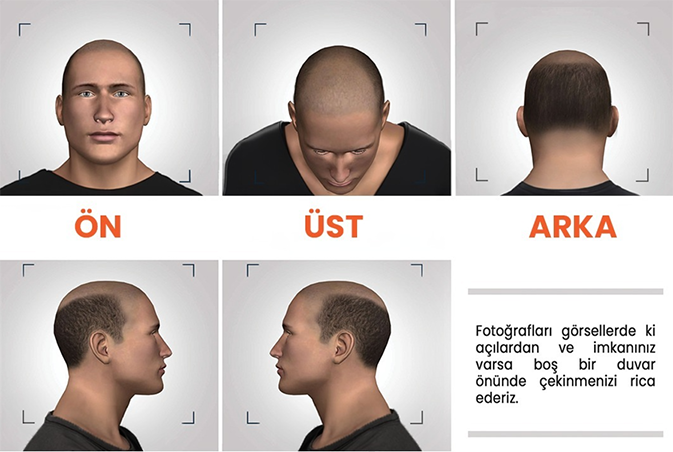 ÖN
ÜST
ARKA
Fotoğrafları görsellerde ki
açılardan ve imkanınız
varsa boş bir duvar
önünde çekinmenizi rica
ederiz.